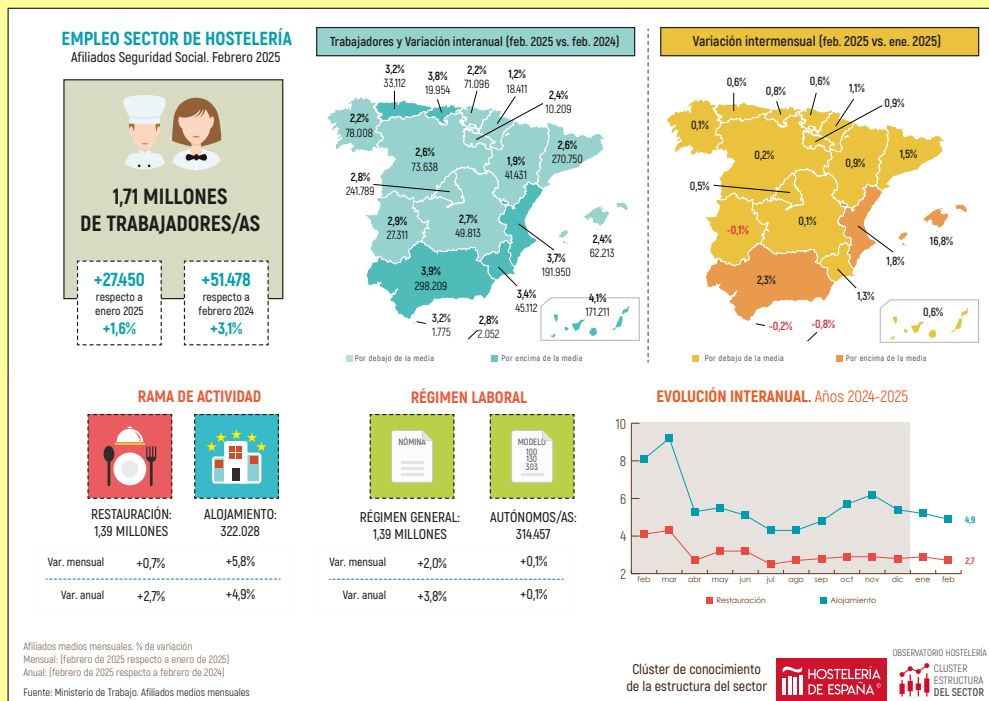 EMPLEO SECTOR DE HOSTELERÍA
Afiliados Seguridad Social. Febrero 2025
1,71 MILLONES
DE TRABAJADORES/AS
+27.450
respecto a
enero 2025
+1,6%
+51.478
respecto a
febrero 2024
+3,1%
Trabajadores y Variación interanual (feb. 2025 vs. feb. 2024)
3,2%
33.112
3,8%
19.954
2,2%
71.096
1,2%
18.411
2,4%
10.209
2,2%
78.008
2,6%
73.638
1,9%
41.431
2,6%
270.750
2,8%
241.789
2,9%
27.311
2,7%
49.813
2,4%
62.213
3,7%
191.950
3,9%
298.209
3,4%
45.112
4,1%
171.211
3,2%
1.775
2,8%
2.052
Por debajo de la media
Por encima de la media
Variación intermensual (feb. 2025 vs. ene. 2025)
0,6%
0,8%
0,6%
1,1%
0,9%
0,1%
0,2%
0,9%
1,5%
0,5%
-0,1%
0,1%
16,8%
1,8%
2,3%
1,3%
0,6%
-0,2%
-0,8%
Por debajo de la media
Por encima de la media
RAMA DE ACTIVIDAD
RESTAURACIÓN:
1,39 MILLONES
ALOJAMIENTO:
322.028
Var. mensual +0,7% +5,8%
Var. anual +2,7% +4,9%
RÉGIMEN LABORAL
NÓMINA
MODELO
100
130
303
RÉGIMEN GENERAL:
1,39 MILLONES
AUTÓNOMOS/AS:
314.457
Var. mensual +2,0% +0,1%
Var. anual +3,8% +0,1%
EVOLUCIÓN INTERANUAL. Años 2024-2025
10
8
6
4
2
4,9
2,7
feb mar abr may jun jul ago sep oct nov dic ene feb
Restauración
Alojamiento
Afiliados medios mensuales. % de variación
Mensual: (febrero de 2025 respecto a enero de 2025)
Anual: (febrero de 2025 respecto a febrero de 2024)
Fuente: Ministerio de Trabajo. Afiliados medios mensuales
Clúster de conocimiento
de la estructura del sector
HOSTELERÍA
DE ESPAÑA
OBSERVATORIO HOSTELERÍA
CLUSTER
ESTRUCTURA
DEL SECTOR